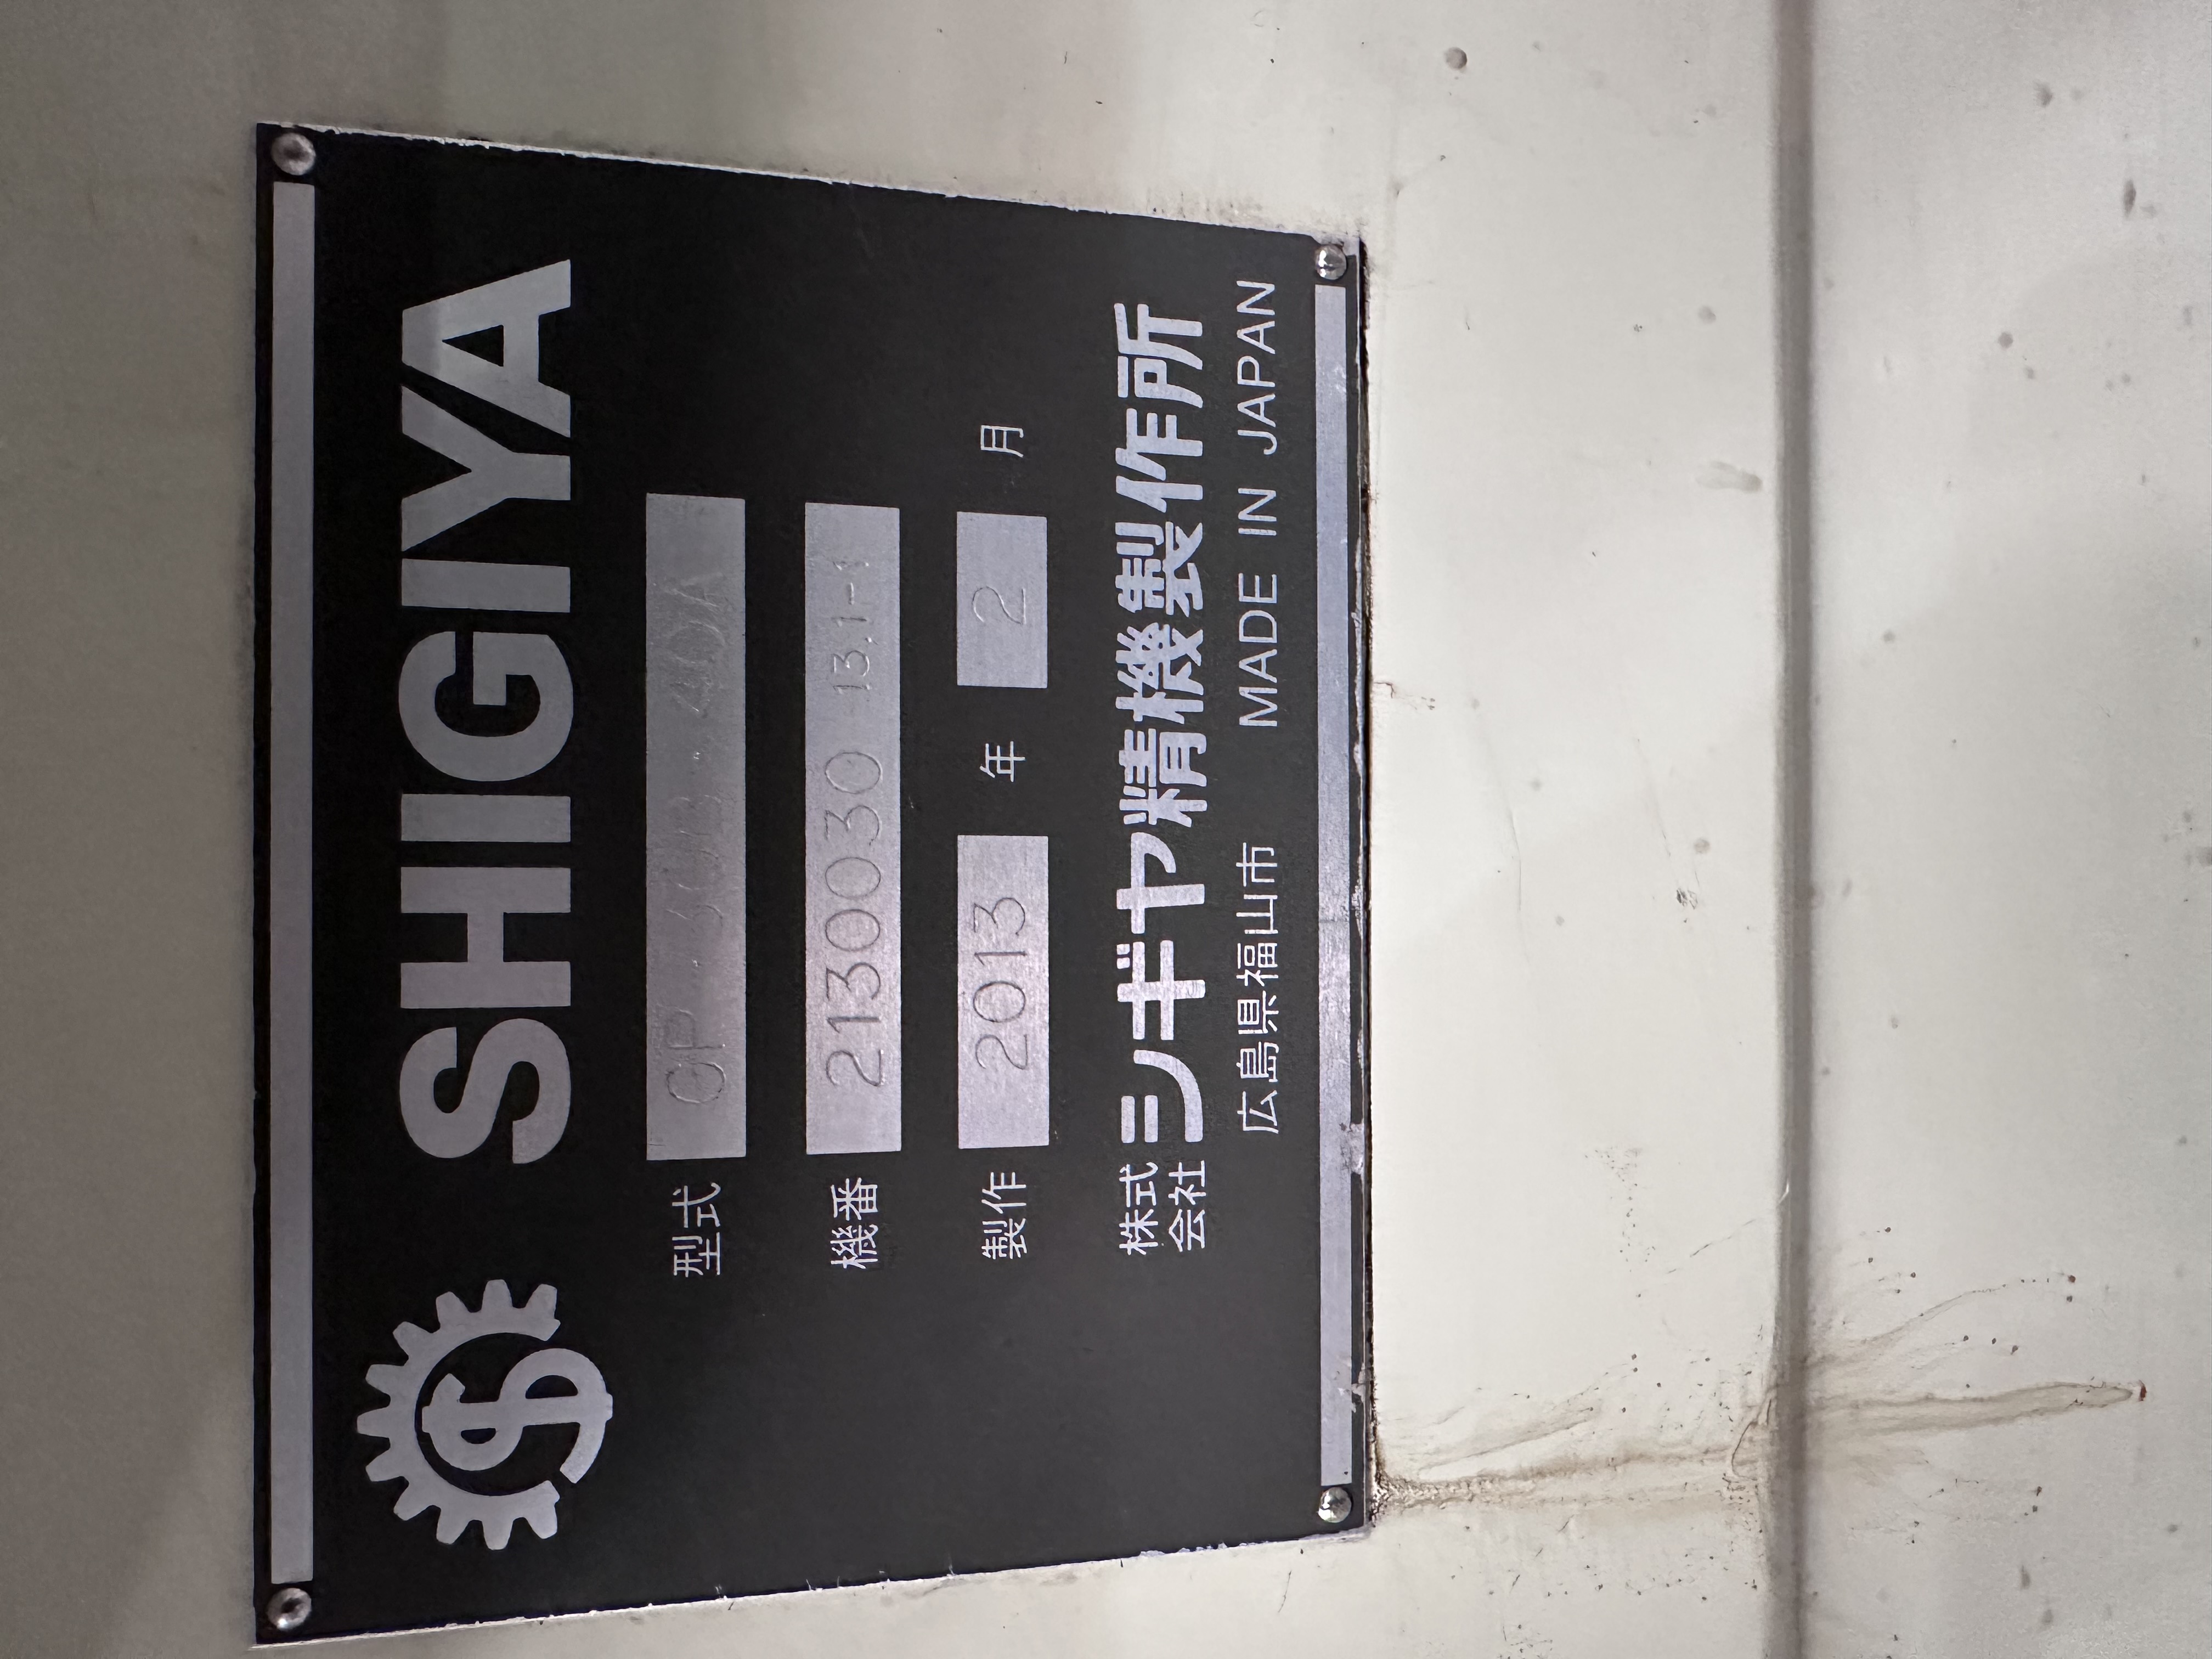 SHIGIYA
型式 GP
機番 2130030 13.1-1
製作 2013 年 2 月
株式会社 シギヤ精機製作所
広島県福山市 MADE IN JAPAN